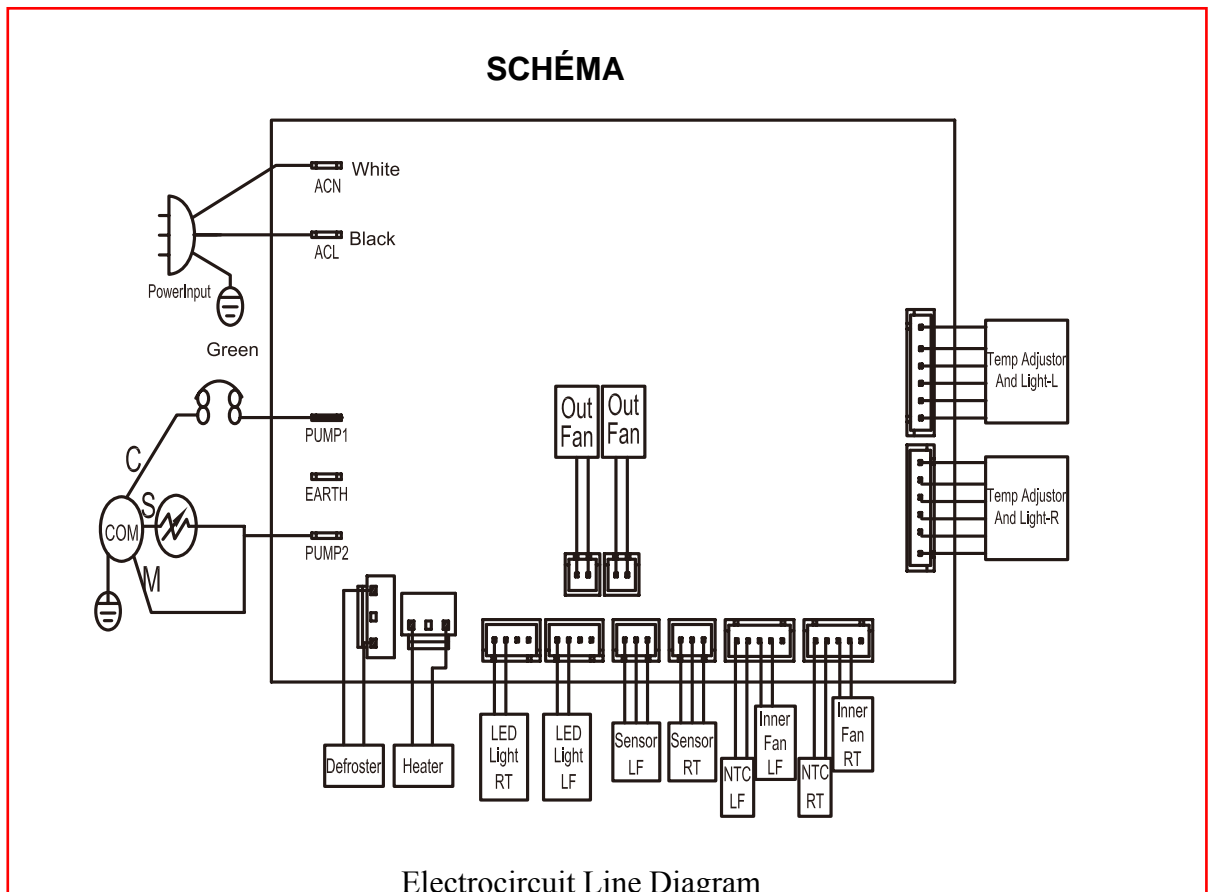 SCHÉMA
White
ACN
Black
ACL
PowerInput
Green
PUMP1
C
EARTH
S
COM
PUMP2
M
Out
Fan
Out
Fan
Temp Adjustor
And Light-L
Temp Adjustor
And Light-R
Defroster
Heater
LED
Light
RT
LED
Light
LF
Sensor
LF
Sensor
RT
NTC
LF
Inner
Fan
LF
NTC
RT
Inner
Fan
RT
Electrocircuit Line Diagram